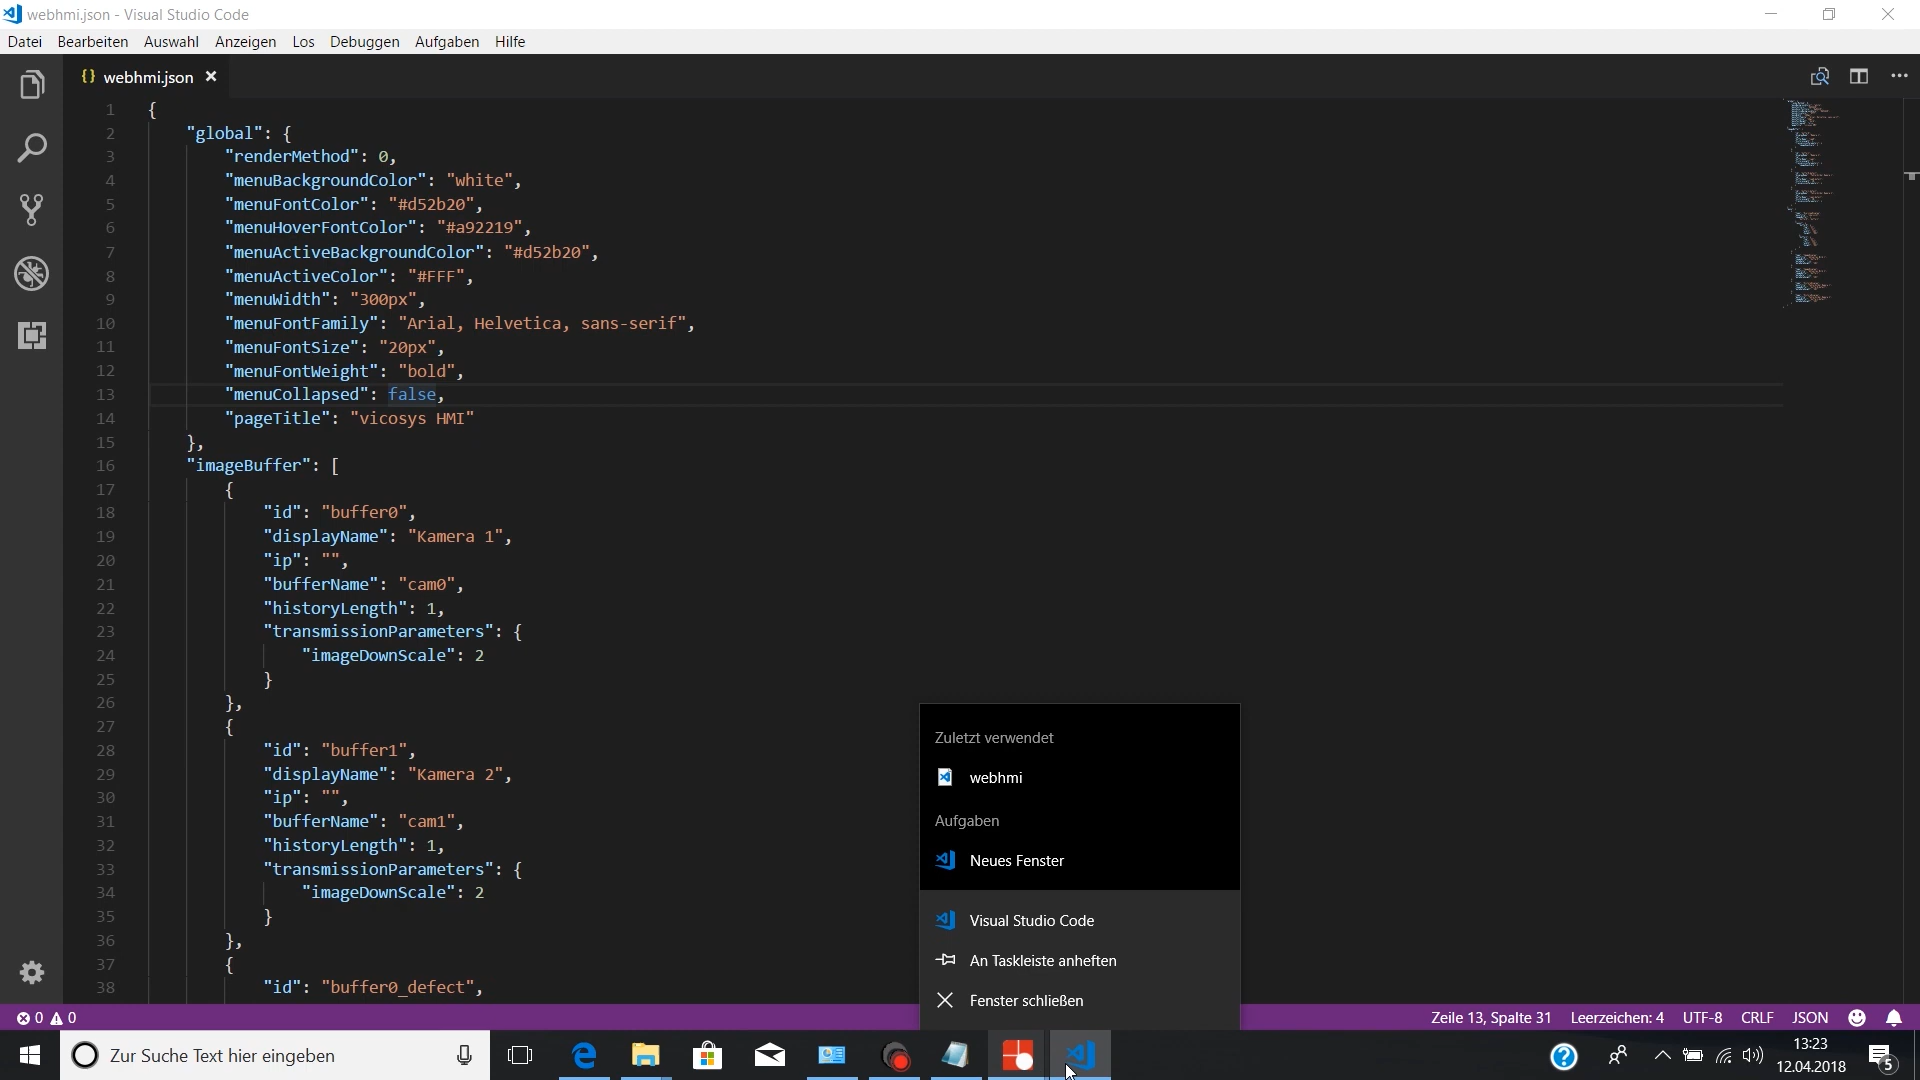 webhmi.json - Visual Studio Code
Datei Bearbeiten Auswahl Anzeigen Los Debuggen Aufgaben Hilfe
{} webhmi.json
1 {
2 "global": {
3 "renderMethod": 0,
4 "menuBackgroundColor": "white",
5 "menuFontColor": "#d52b20",
6 "menuHoverFontColor": "#a92219",
7 "menuActiveBackgroundColor": "#d52b20",
8 "menuActiveColor": "#FFF",
9 "menuWidth": "300px",
10 "menuFontFamily": "Arial, Helvetica, sans-serif",
11 "menuFontSize": "20px",
12 "menuFontWeight": "bold",
13 "menuCollapsed": false,
14 "pageTitle": "vicosys HMI"
15 },
16 "imageBuffer": [
17 {
18 "id": "buffer0",
19 "displayName": "Kamera 1",
20 "ip": "",
21 "bufferName": "cam0",
22 "historyLength": 1,
23 "transmissionParameters": {
24 "imageDownScale": 2
25 }
26 },
27 {
28 "id": "buffer1",
29 "displayName": "Kamera 2",
30 "ip": "",
31 "bufferName": "cam1",
32 "historyLength": 1,
33 "transmissionParameters": {
34 "imageDownScale": 2
35 }
36 },
37 {
38 "id": "buffer0_defect",
Zuletzt verwendet
webhmi
Aufgaben
Neues Fenster
Visual Studio Code
An Taskleiste anheften
Fenster schließen
0 0
Zeile 13, Spalte 31 Leerzeichen: 4 UTF-8 CRLF JSON
Zur Suche Text hier eingeben
13:23
12.04.2018
5